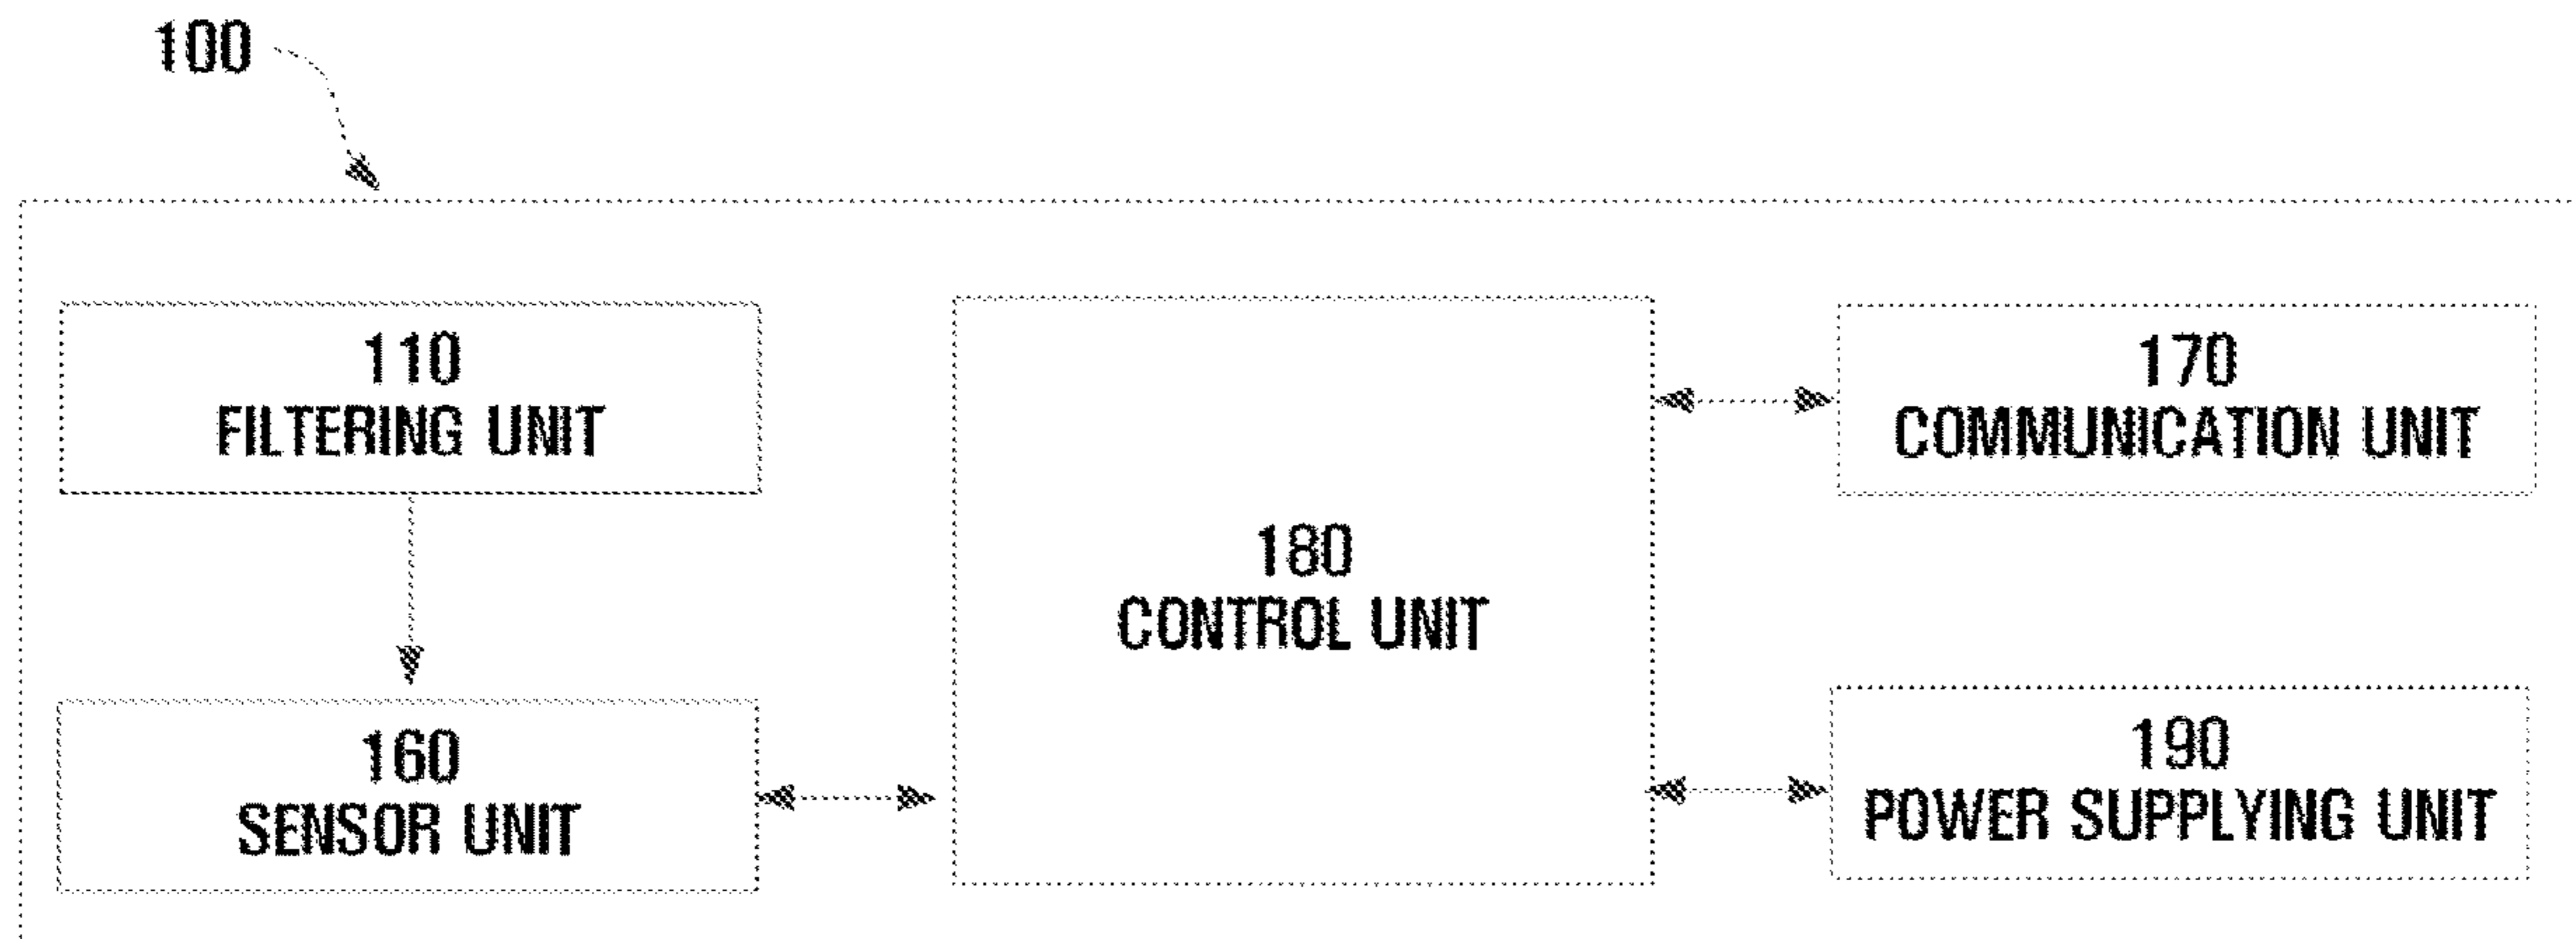 100
110
FILTERING UNIT
160
SENSOR UNIT
180
CONTROL UNIT
170
COMMUNICATION UNIT
190
POWER SUPPLYING UNIT